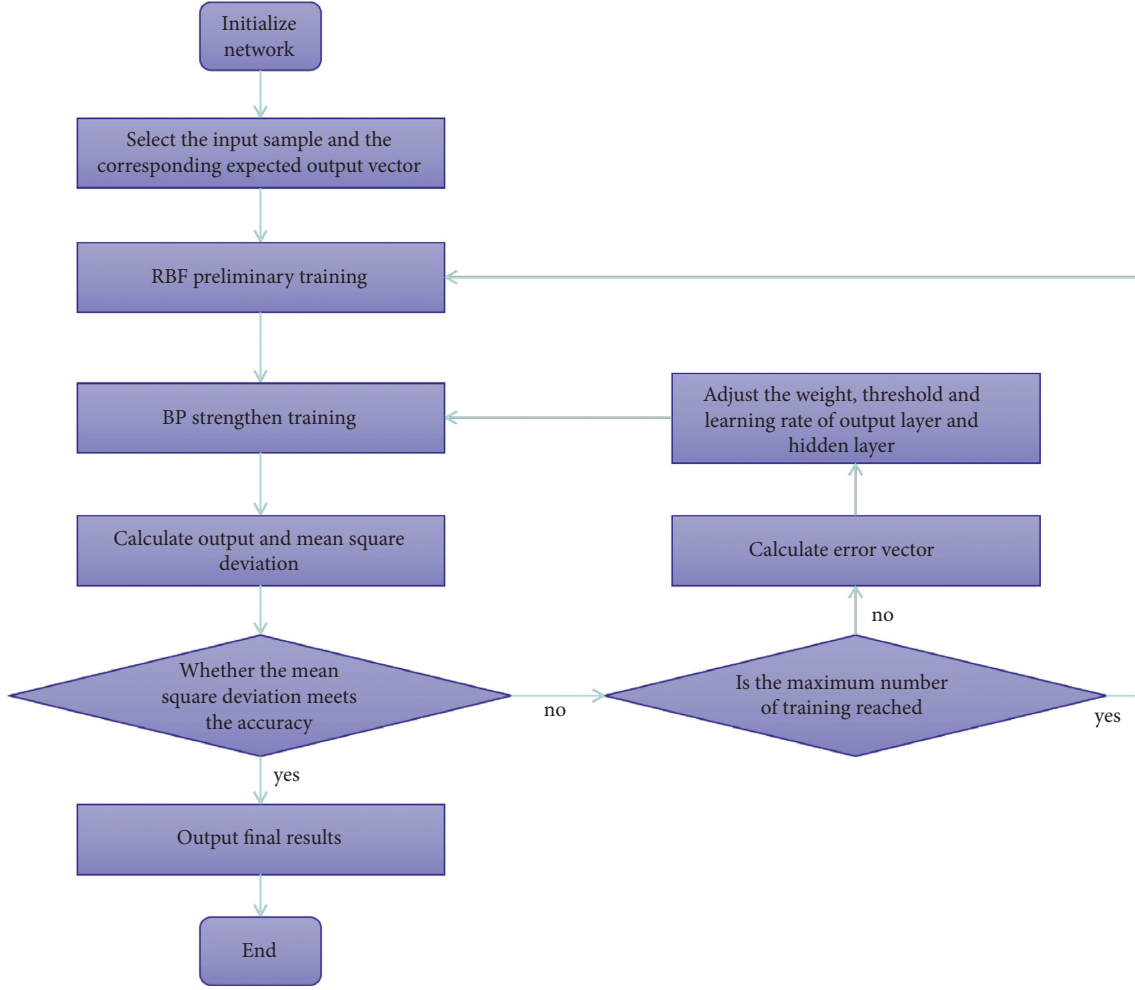 Initialize
network
Select the input sample and the
corresponding expected output vector
RBF preliminary training
BP strengthen training
Adjust the weight, threshold and
learning rate of output layer and
hidden layer
Calculate output and mean square
deviation
Calculate error vector
no
Whether the mean
square deviation meets
the accuracy
no
Is the maximum number
of training reached
yes
yes
Output final results
End